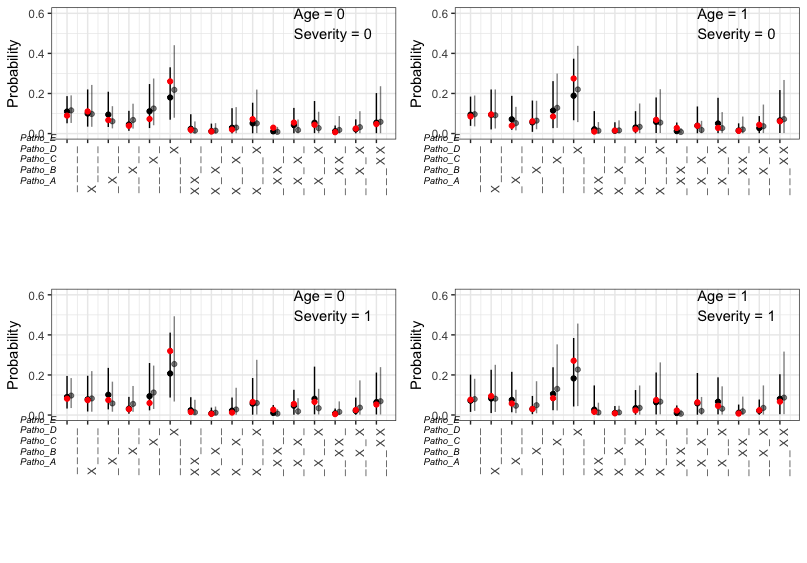 Age = 0
Severity = 0
Probability
0.6
0.4
0.2
0.0
Patho_E
Patho_D
Patho_C
Patho_B
Patho_A
Age = 1
Severity = 0
Probability
0.6
0.4
0.2
0.0
Patho_E
Patho_D
Patho_C
Patho_B
Patho_A
Age = 0
Severity = 1
Probability
0.6
0.4
0.2
0.0
Patho_E
Patho_D
Patho_C
Patho_B
Patho_A
Age = 1
Severity = 1
Probability
0.6
0.4
0.2
0.0
Patho_E
Patho_D
Patho_C
Patho_B
Patho_A